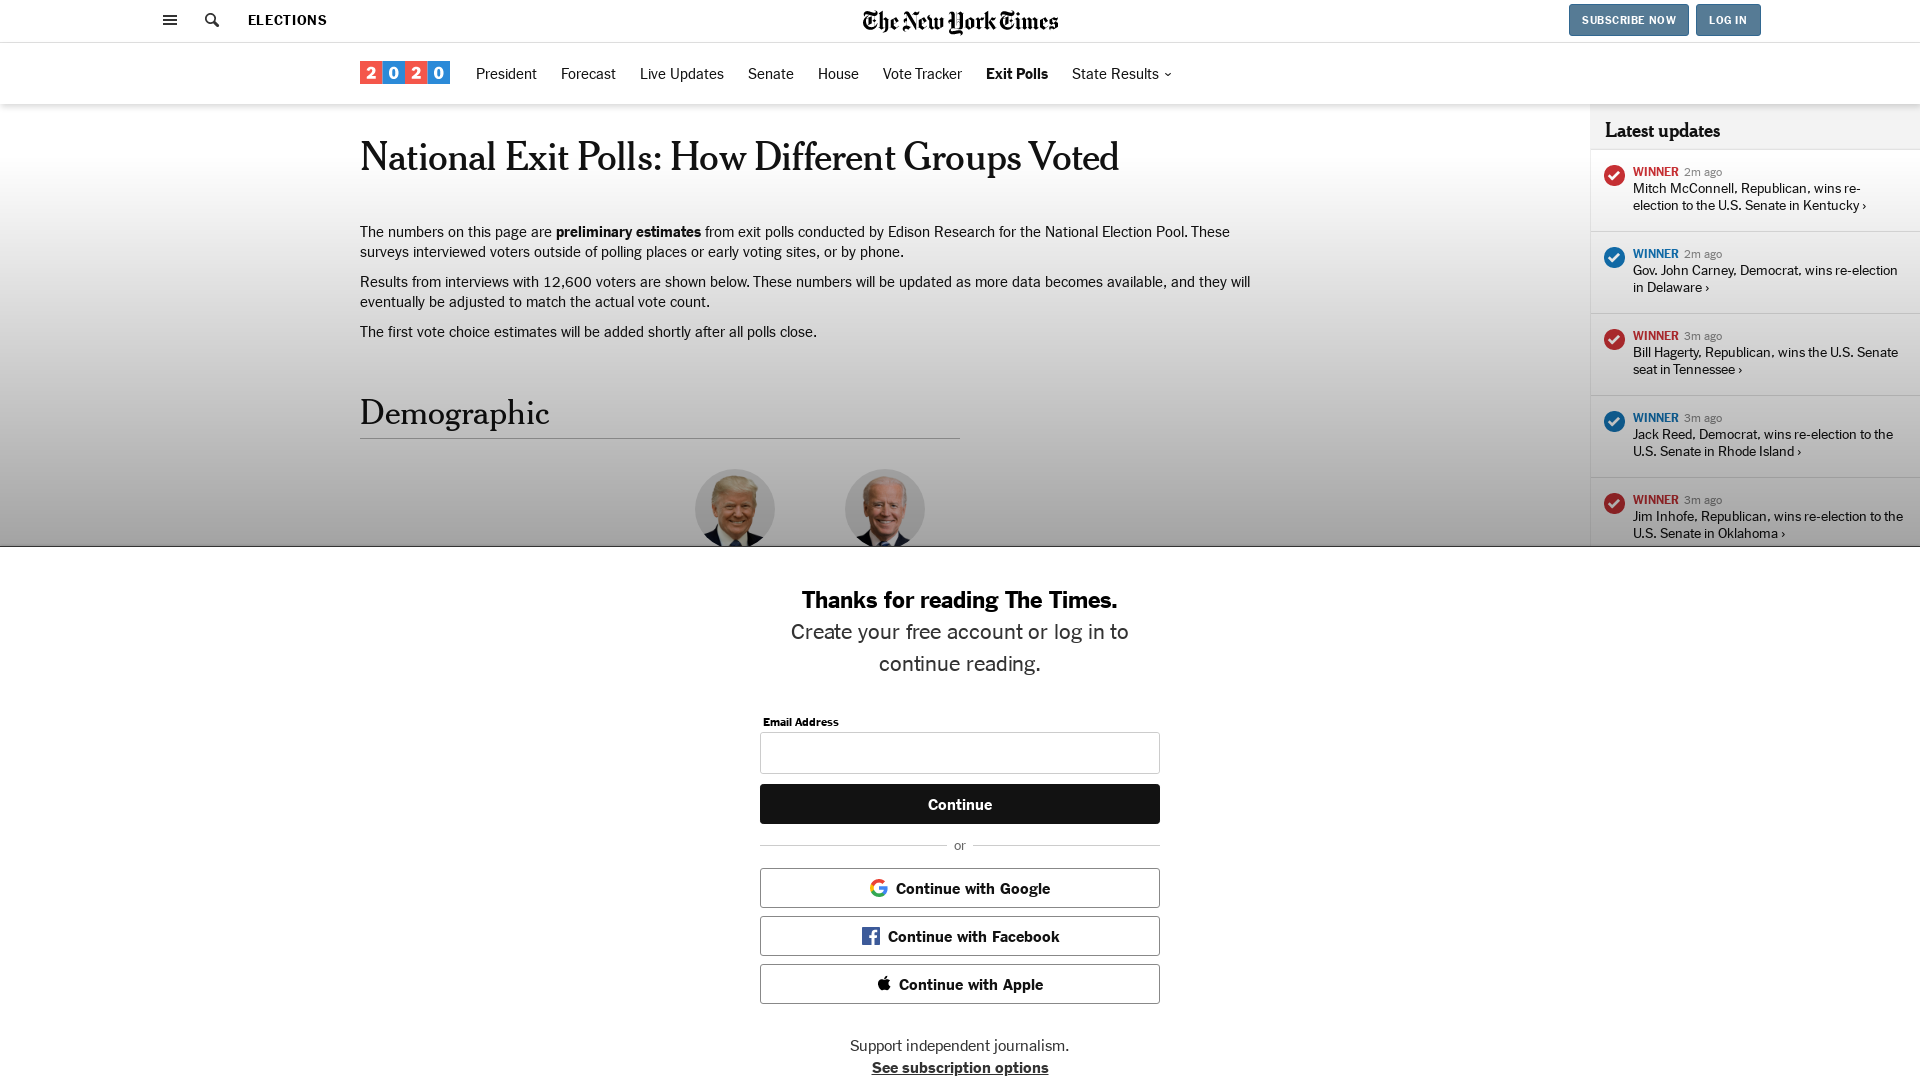 ELECTIONS
The New York Times
SUBSCRIBE NOW
LOG IN
2020
President
Forecast
Live Updates
Senate
House
Vote Tracker
Exit Polls
State Results
National Exit Polls: How Different Groups Voted
The numbers on this page are preliminary estimates from exit polls conducted by Edison Research for the National Election Pool. These
surveys interviewed voters outside of polling places or early voting sites, or by phone.
Results from interviews with 12,600 voters are shown below. These numbers will be updated as more data becomes available, and they will
eventually be adjusted to match the actual vote count.
The first vote choice estimates will be added shortly after all polls close.
Demographic
Latest updates
WINNER 2m ago
Mitch McConnell, Republican, wins re-
election to the U.S. Senate in Kentucky ›
WINNER 2m ago
Gov. John Carney, Democrat, wins re-election
in Delaware ›
WINNER 3m ago
Bill Hagerty, Republican, wins the U.S. Senate
seat in Tennessee ›
WINNER 3m ago
Jack Reed, Democrat, wins re-election to the
U.S. Senate in Rhode Island ›
WINNER 3m ago
Jim Inhofe, Republican, wins re-election to the
U.S. Senate in Oklahoma ›
Thanks for reading The Times.
Create your free account or log in to
continue reading.
Email Address
Continue
or
Continue with Google
Continue with Facebook
Continue with Apple
Support independent journalism.
See subscription options